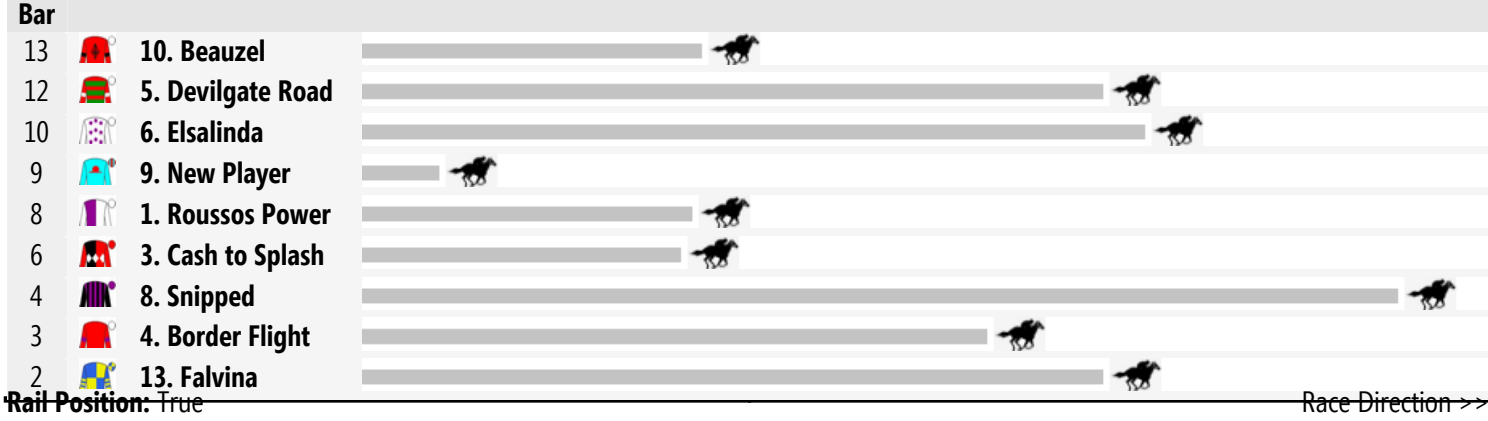 Bar
13 10. Beauzel
12 5. Devilgate Road
10 6. Elsalinda
9 9. New Player
8 1. Roussos Power
6 3. Cash to Splash
4 8. Snipped
3 4. Border Flight
2 13. Falvina
Rail Position: True Race Direction >>